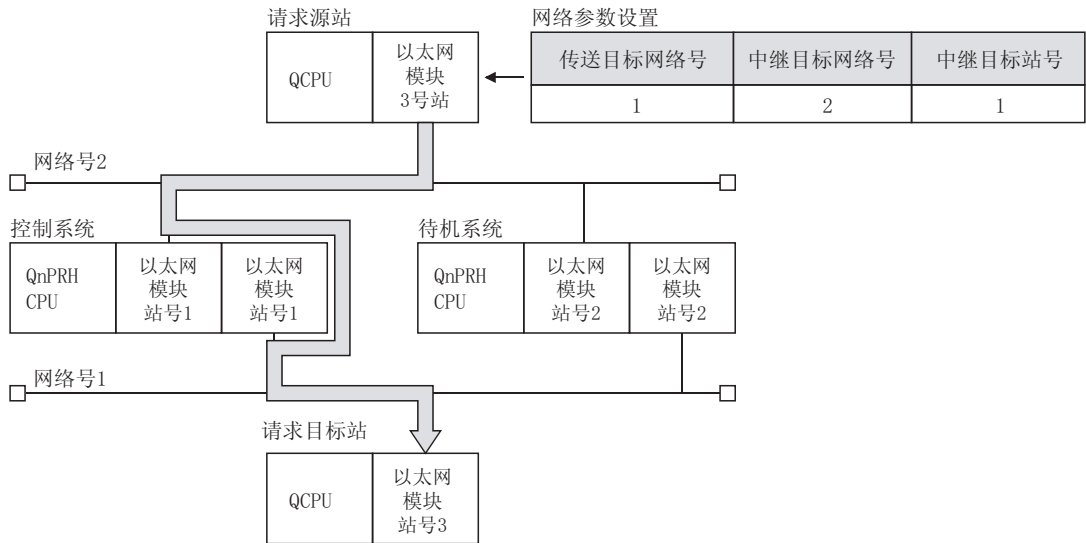 请求源站
网络参数设置
QCPU
以太网
模块
3号站
传送目标网络号 中继目标网络号 中继目标站号
1 2 1
网络号2
控制系统
待机系统
QnPRH
CPU
以太网
模块
站号1
以太网
模块
站号1
QnPRH
CPU
以太网
模块
站号2
以太网
模块
站号2
网络号1
请求目标站
QCPU
以太网
模块
站号3